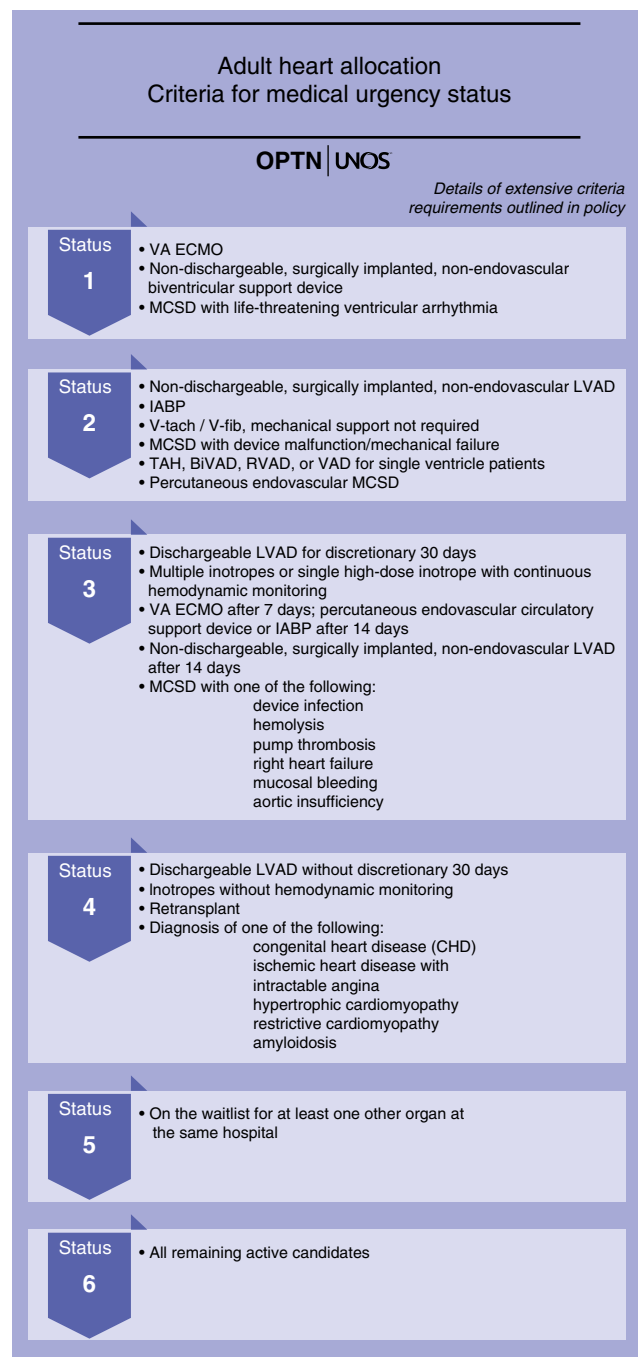 Adult heart allocation
Criteria for medical urgency status
OPTN | UNOS
Details of extensive criteria
requirements outlined in policy
Status
1
• VA ECMO
• Non-dischargeable, surgically implanted, non-endovascular
biventricular support device
• MCSD with life-threatening ventricular arrhythmia
Status
2
• Non-dischargeable, surgically implanted, non-endovascular LVAD
• IABP
• V-tach / V-fib, mechanical support not required
• MCSD with device malfunction/mechanical failure
• TAH, BiVAD, RVAD, or VAD for single ventricle patients
• Percutaneous endovascular MCSD
Status
3
• Dischargeable LVAD for discretionary 30 days
• Multiple inotropes or single high-dose inotrope with continuous
hemodynamic monitoring
• VA ECMO after 7 days; percutaneous endovascular circulatory
support device or IABP after 14 days
• Non-dischargeable, surgically implanted, non-endovascular LVAD
after 14 days
• MCSD with one of the following:
device infection
hemolysis
pump thrombosis
right heart failure
mucosal bleeding
aortic insufficiency
Status
4
• Dischargeable LVAD without discretionary 30 days
• Inotropes without hemodynamic monitoring
• Retransplant
• Diagnosis of one of the following:
congenital heart disease (CHD)
ischemic heart disease with
intractable angina
hypertrophic cardiomyopathy
restrictive cardiomyopathy
amyloidosis
Status
5
• On the waitlist for at least one other organ at
the same hospital
Status
6
• All remaining active candidates